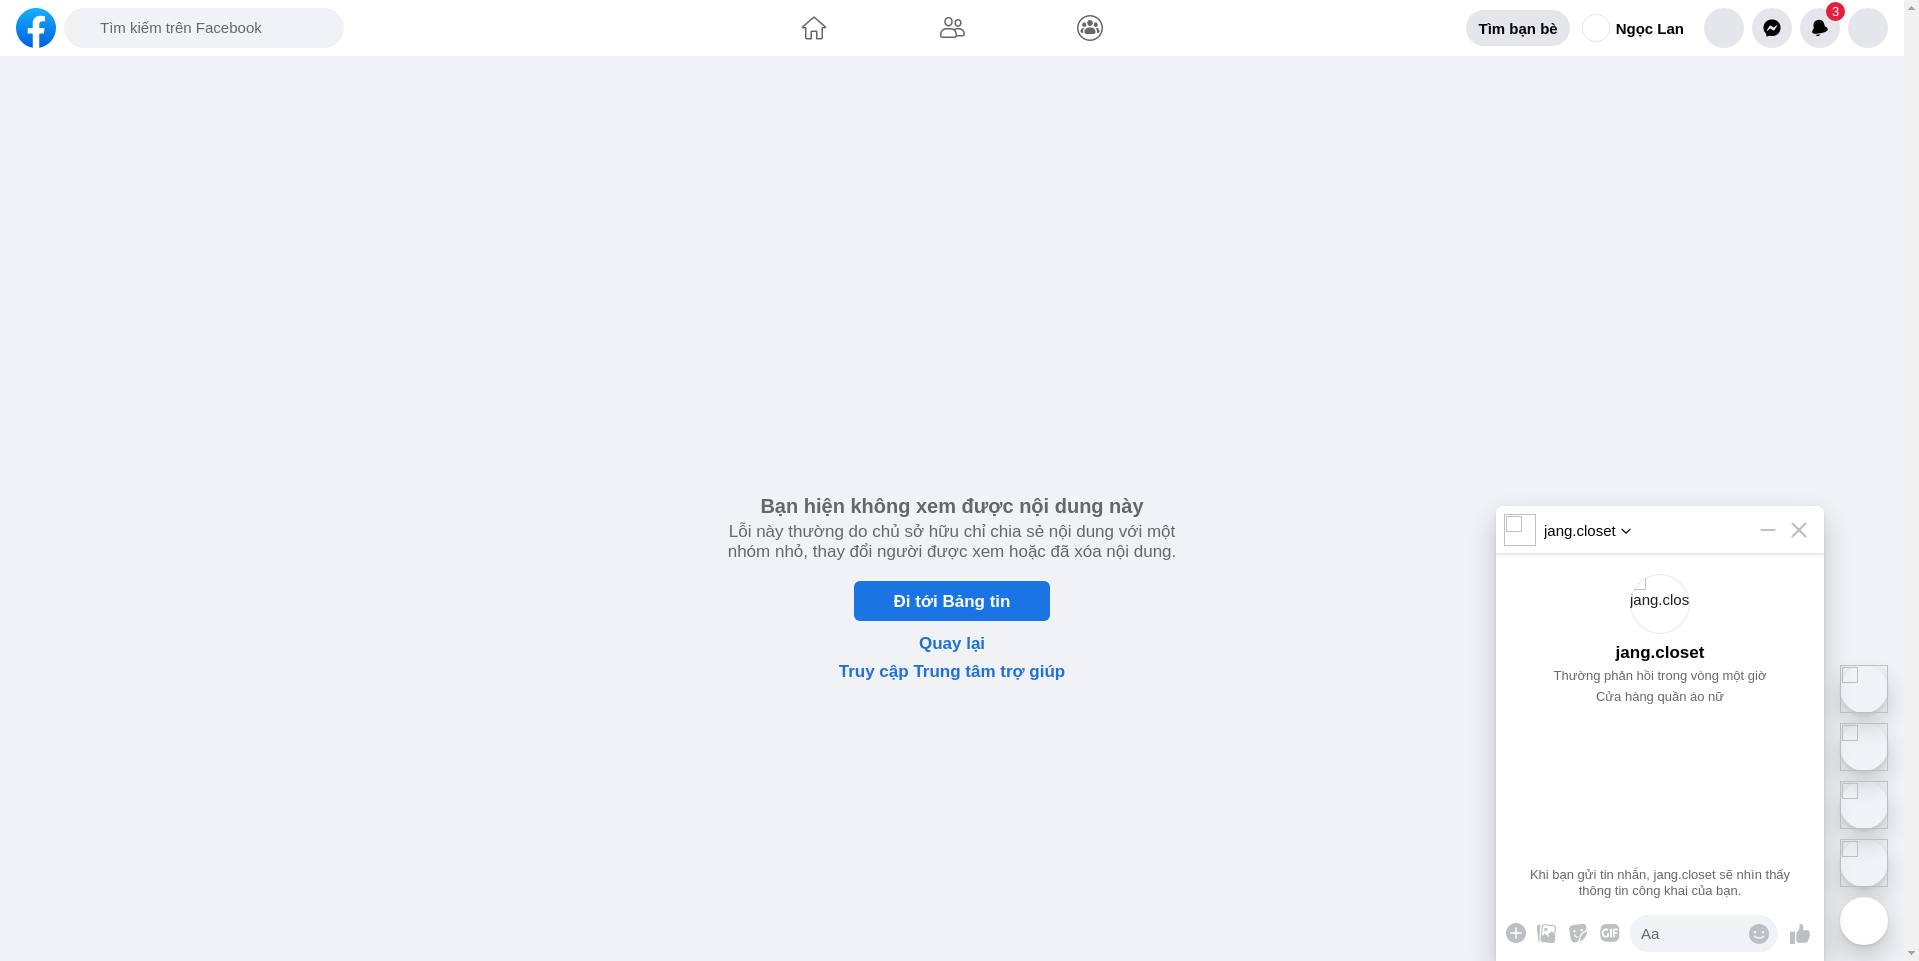 Tìm kiếm trên Facebook
Tìm bạn bè
Ngọc Lan
3
Bạn hiện không xem được nội dung này
Lỗi này thường do chủ sở hữu chỉ chia sẻ nội dung với một
nhóm nhỏ, thay đổi người được xem hoặc đã xóa nội dung.
Đi tới Bảng tin
Quay lại
Truy cập Trung tâm trợ giúp
jang.closet
jang.clos
jang.closet
Thường phản hồi trong vòng một giờ
Cửa hàng quần áo nữ
Khi bạn gửi tin nhắn, jang.closet sẽ nhìn thấy
thông tin công khai của bạn.
GIF
Aa